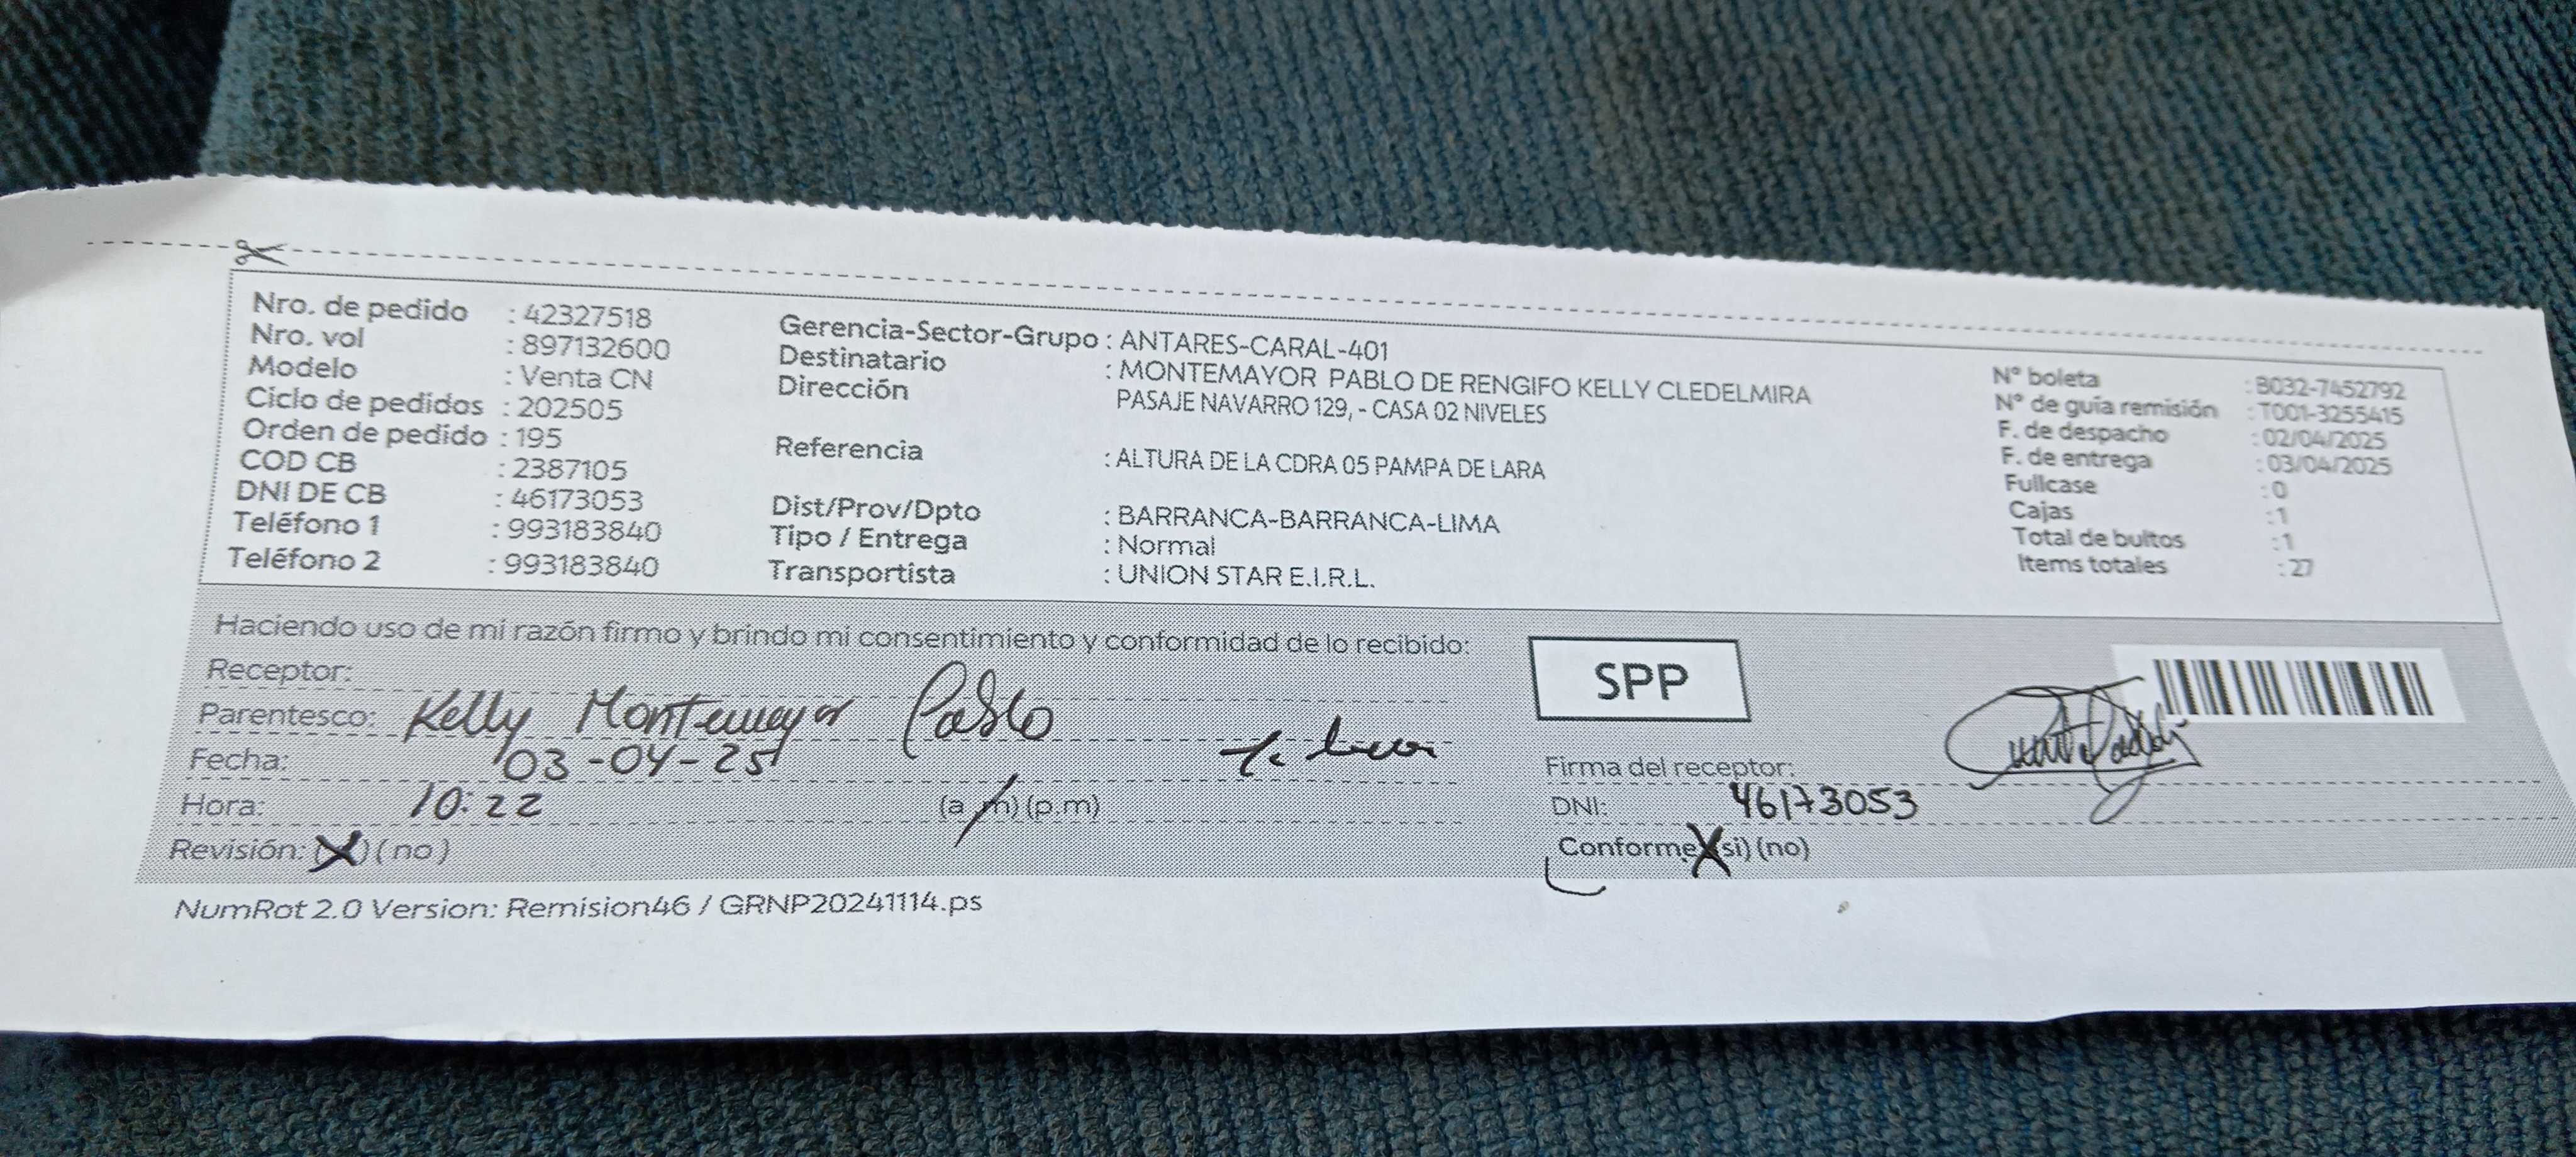 Nro. de pedido : 42327518
Nro. vol : 897132600
Modelo : Venta CN
Ciclo de pedidos : 202505
Orden de pedido : 195
COD CB : 2387105
DNI DE CB : 46173053
Teléfono 1 : 993183840
Teléfono 2 : 993183840
Gerencia-Sector-Grupo : ANTARES-CARAL-401
Destinatario : MONTEMAYOR PABLO DE RENGIFO KELLY CLEDELMIRA
Dirección PASAJE NAVARRO 129, - CASA 02 NIVELES
Referencia : ALTURA DE LA CDRA 05 PAMPA DE LARA
Dist/Prov/Dpto : BARRANCA-BARRANCA-LIMA
Tipo / Entrega : Normal
Transportista : UNION STAR E.I.R.L.
N° boleta : B032-7452792
N° de guía remisión : T001-3255415
F. de despacho : 02/04/2025
F. de entrega : 03/04/2025
Fullcase : 0
Cajas : 1
Total de bultos : 1
Items totales : 27
Haciendo uso de mi razón firmo y brindo mi consentimiento y conformidad de lo recibido:
Receptor:
Parentesco: Kelly Montemayor Pablo
Fecha: 03-04-25
Hora: 10:22 (a.m) (p.m)
Revisión: (X) (no)
SPP
Firma del receptor:
DNI: 46173053
Conforme X (si) (no)
NumRot 2.0 Version: Remision46 / GRNP20241114.ps